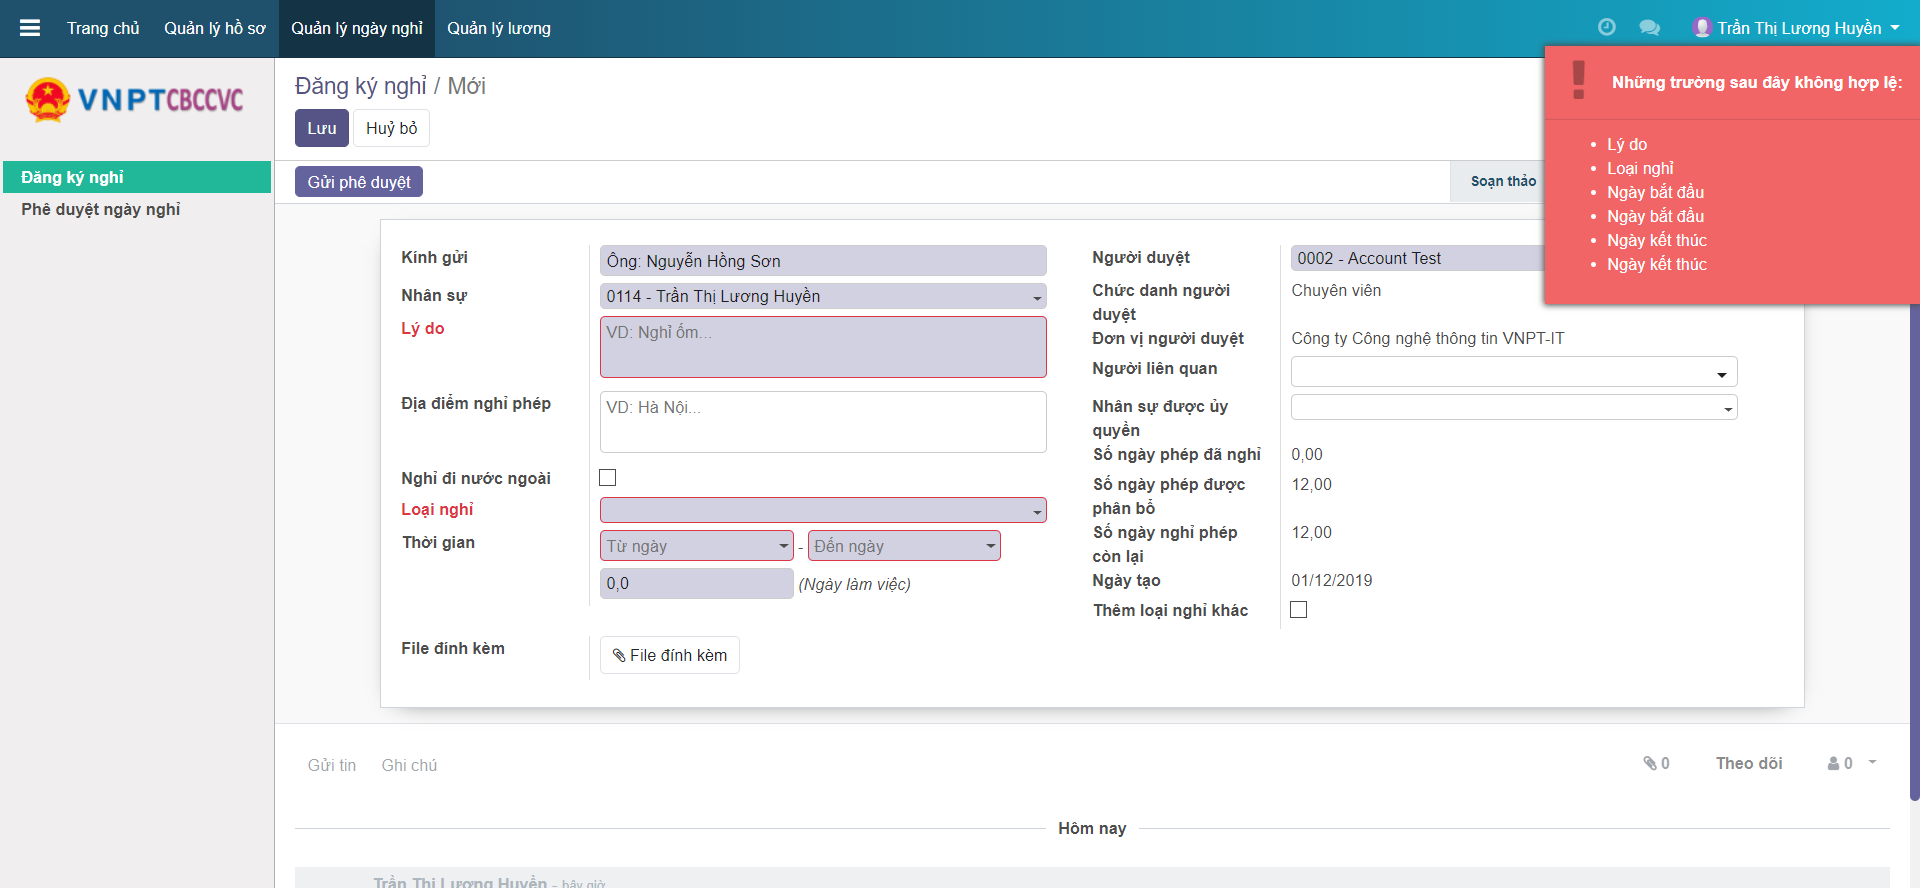 Trang chủ Quản lý hồ sơ Quản lý ngày nghỉ Quản lý lương Trần Thị Lương Huyền
VNPTCBCCVC
Đăng ký nghỉ
Phê duyệt ngày nghỉ
Đăng ký nghỉ / Mới
Lưu Huỷ bỏ
Gửi phê duyệt
Soạn thảo
Những trường sau đây không hợp lệ:
Lý do
Loại nghỉ
Ngày bắt đầu
Ngày bắt đầu
Ngày kết thúc
Ngày kết thúc
Kính gửi Ông: Nguyễn Hồng Sơn
Nhân sự 0114 - Trần Thị Lương Huyền
Lý do VD: Nghỉ ốm...
Địa điểm nghỉ phép VD: Hà Nội...
Nghỉ đi nước ngoài
Loại nghỉ
Thời gian Từ ngày - Đến ngày
0,0 (Ngày làm việc)
File đính kèm File đính kèm
Người duyệt 0002 - Account Test
Chức danh người
duyệt
Chuyên viên
Đơn vị người duyệt Công ty Công nghệ thông tin VNPT-IT
Người liên quan
Nhân sự được ủy
quyền
Số ngày phép đã nghỉ 0,00
Số ngày phép được
phân bổ
12,00
Số ngày nghỉ phép
còn lại
12,00
Ngày tạo 01/12/2019
Thêm loại nghỉ khác
Gửi tin Ghi chú 0 Theo dõi 0
Hôm nay
Trần Thị Lương Huyền - bây giờ